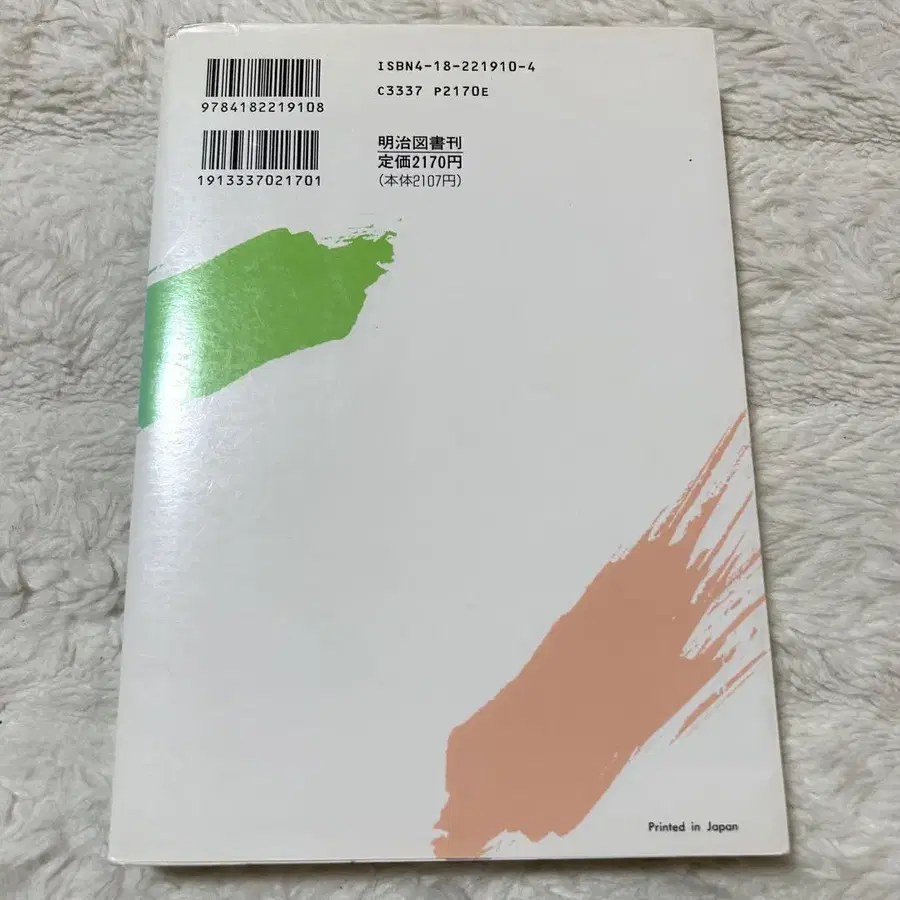 ISBN4-18-221910-4
C3337 P2170E
9784182219108
1913337021701
明治図書刊
定価2170円
(本体2107円)
Printed in Japan